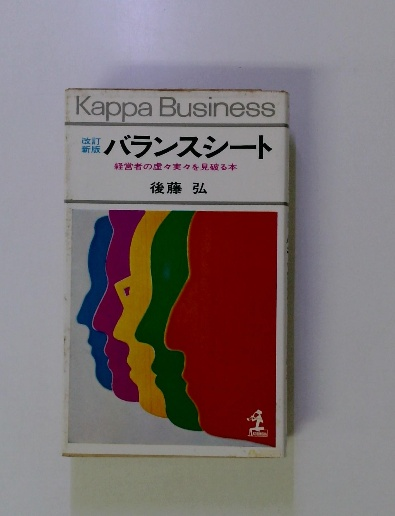 Kappa Business
改訂
新版
バランスシート
経営者の虚々実々を見破る本
後藤 弘